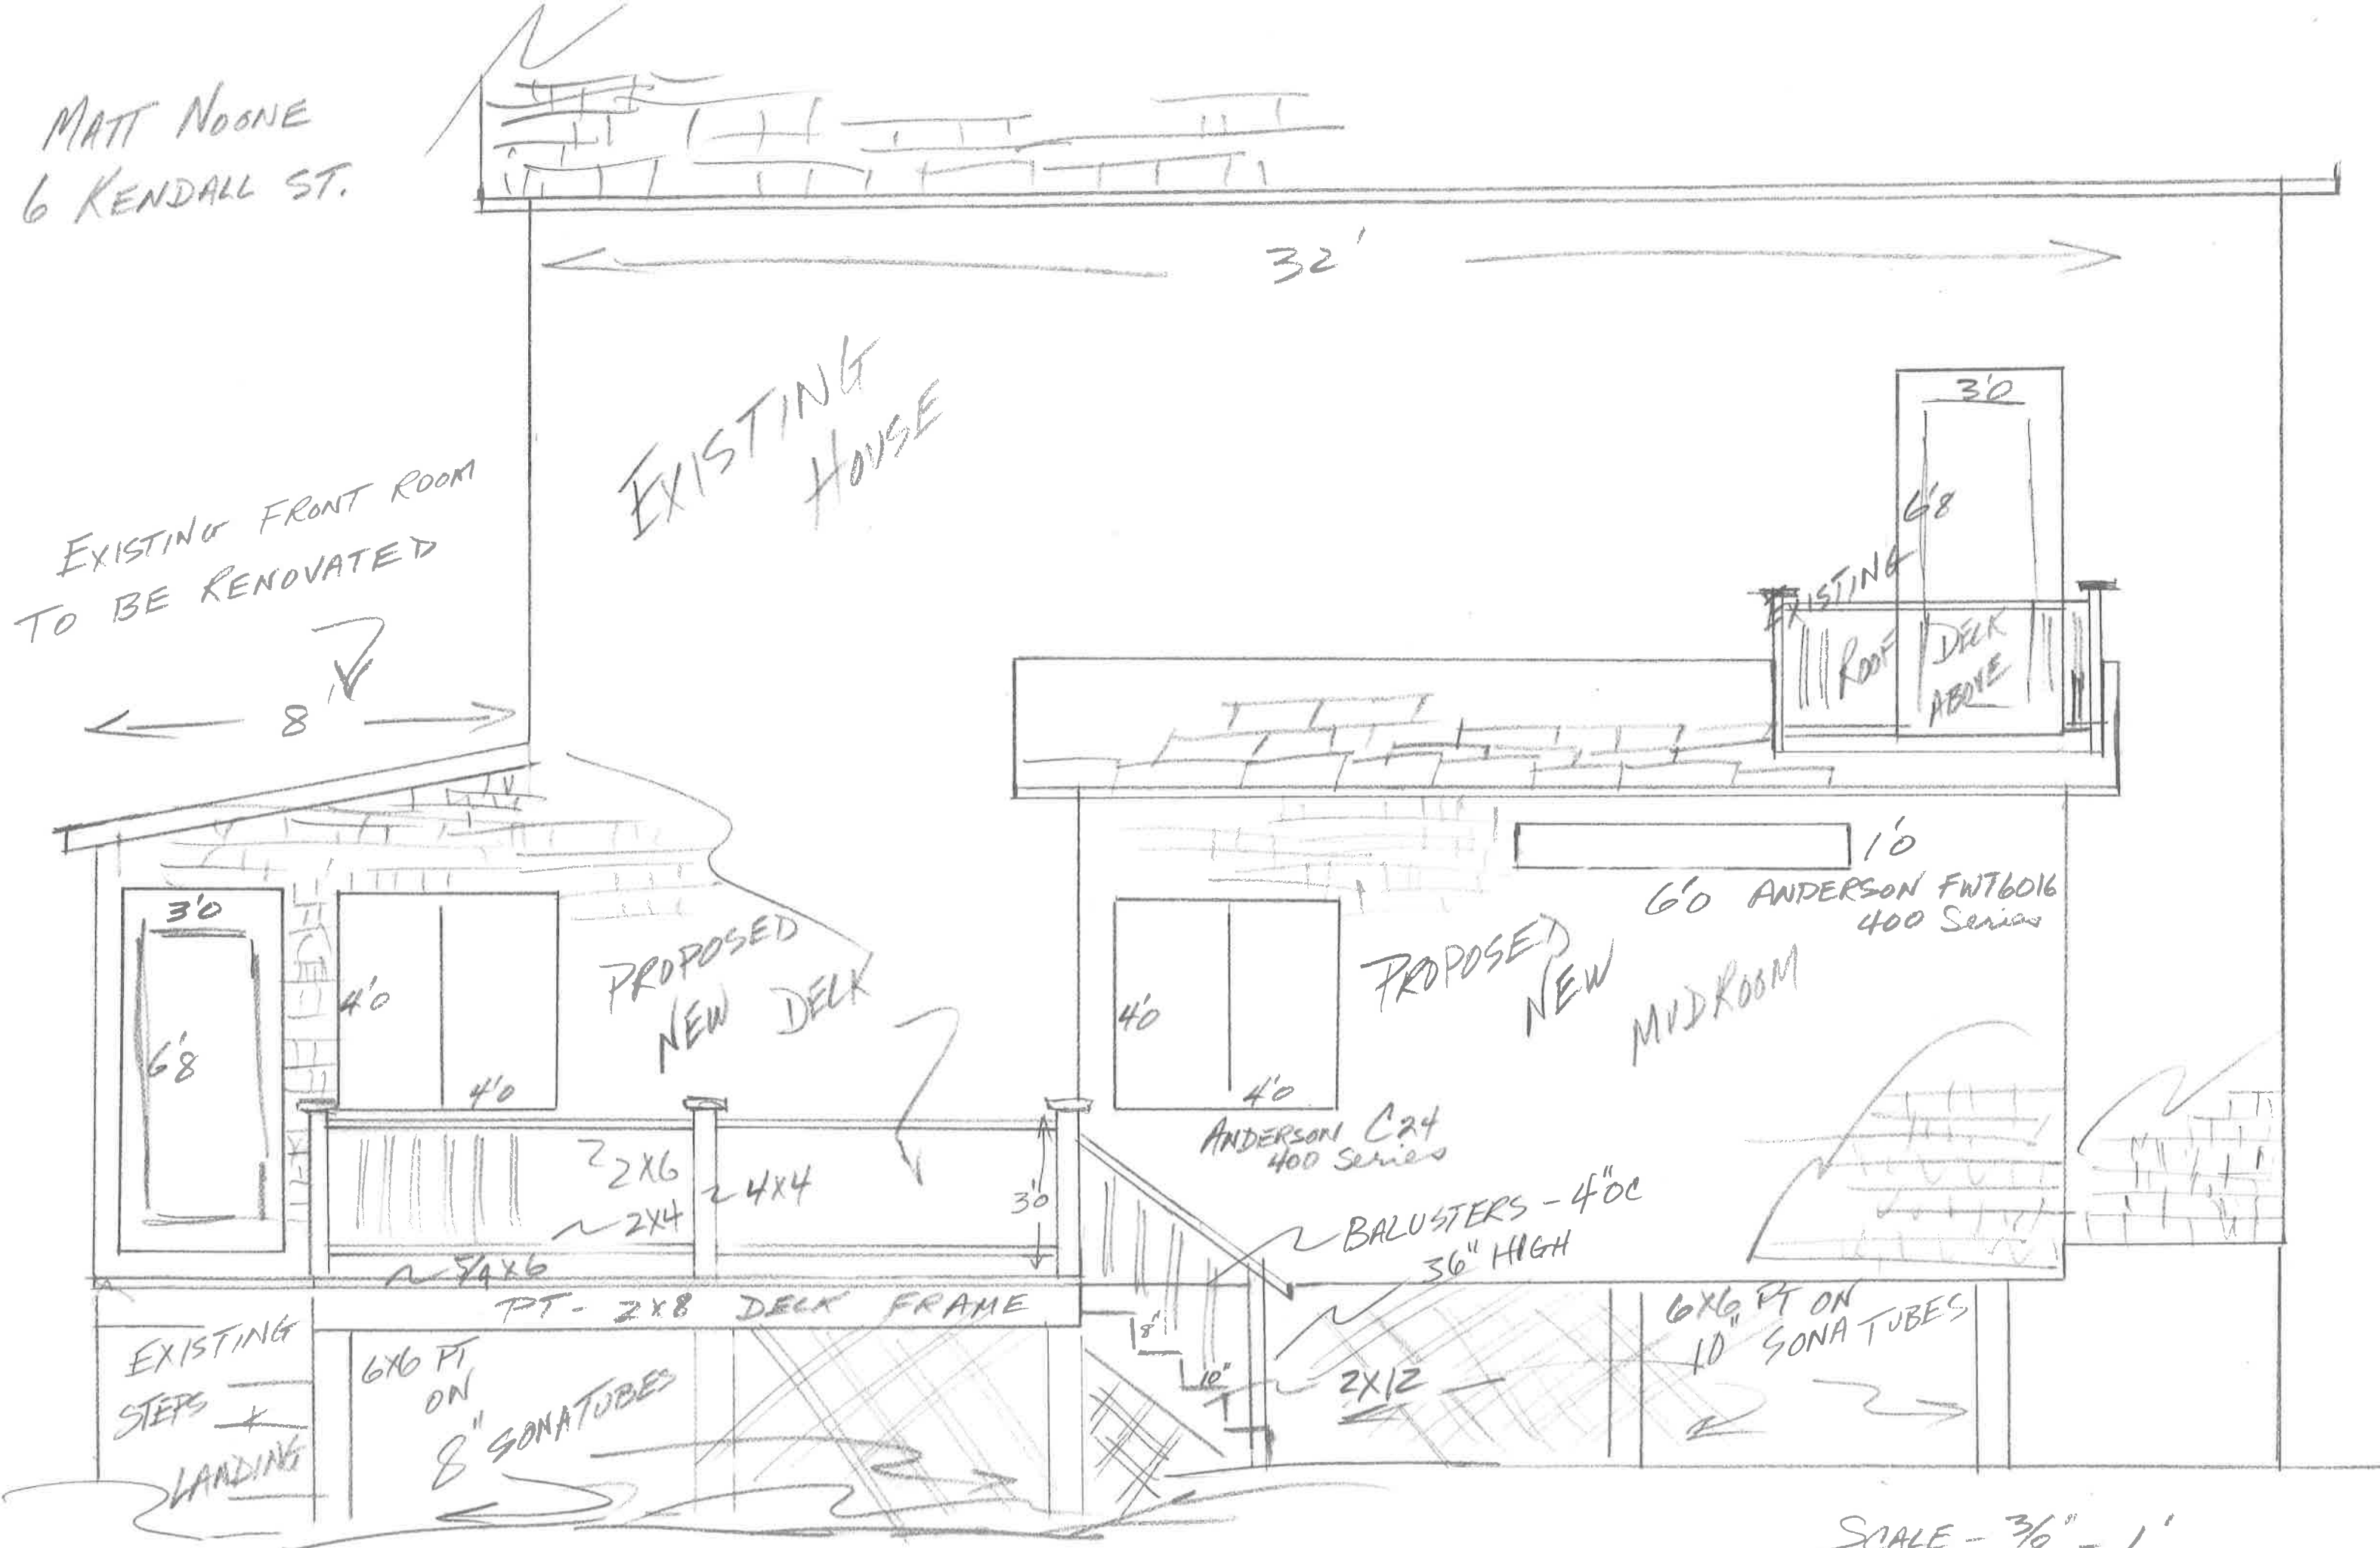 MATT NOONE
6 KENDALL ST.
32'
EXISTING
HOUSE
3'0
6'8
EXISTING
ROOF DECK
ABOVE
EXISTING FRONT ROOM
TO BE RENOVATED
8'
3'0
6'8
4'0
4'0
PROPOSED
NEW DECK
4'0
4'0
ANDERSON C24
400 Series
1'0
6'0 ANDERSON FWT6016
400 Series
PROPOSED
NEW
MUDROOM
2X6
2X4
4X4
3'0
5/4X6
BALUSTERS - 4"OC
36" HIGH
PT - 2X8 DECK FRAME
8"
10"
2X12
6X6 PT ON
10" SONATUBES
EXISTING
STEPS +
LANDING
6X6 PT
ON
8" SONATUBES
SCALE - = 1'